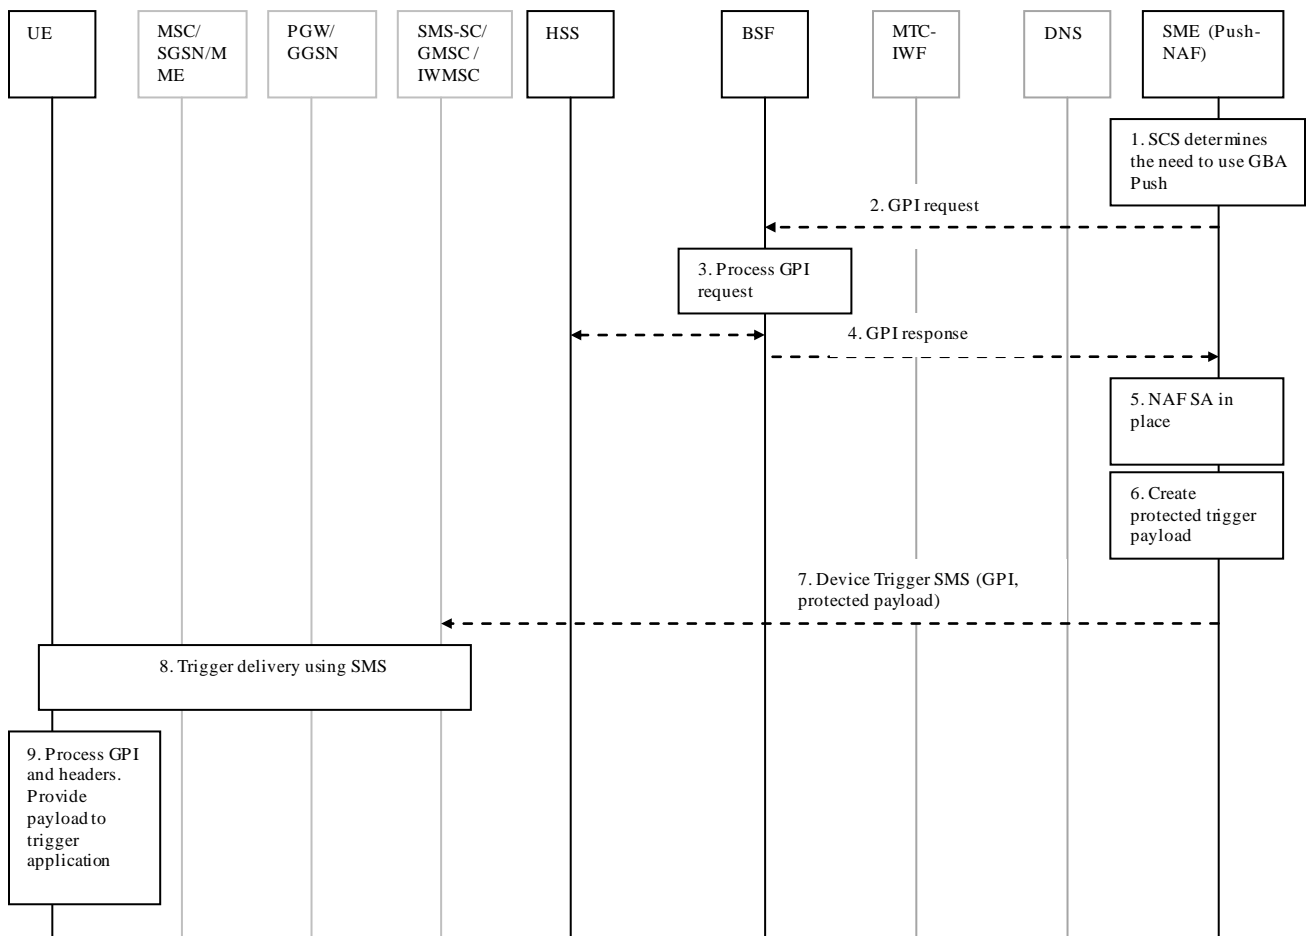 UE
MSC/
SGSN/M
ME
PGW/
GGSN
SMS-SC/
GMSC /
IWMSC
HSS
BSF
MTC-
IWF
DNS
SME (Push-
NAF)
1. SCS determines
the need to use GBA
Push
2. GPI request
3. Process GPI
request
4. GPI response
5. NAF SA in
place
6. Create
protected trigger
payload
7. Device Trigger SMS (GPI,
protected payload)
8. Trigger delivery using SMS
9. Process GPI
and headers.
Provide
payload to
trigger
application